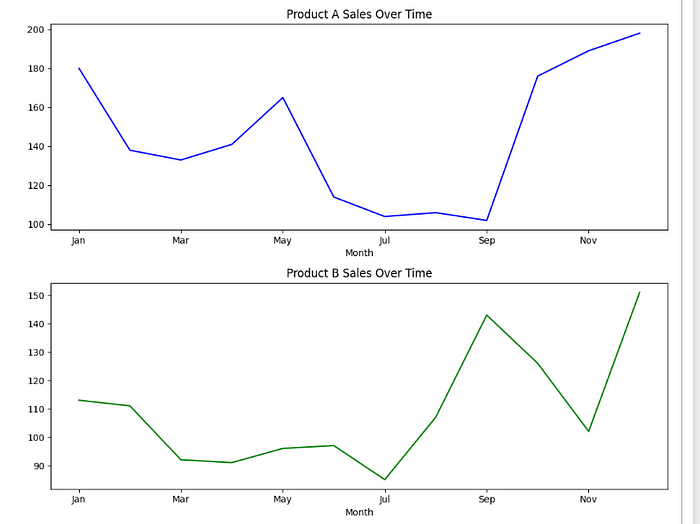 Product A Sales Over Time
200
180
160
140
120
100
Jan Mar May Jul Sep Nov
Month
Product B Sales Over Time
150
140
130
120
110
100
90
Jan Mar May Jul Sep Nov
Month